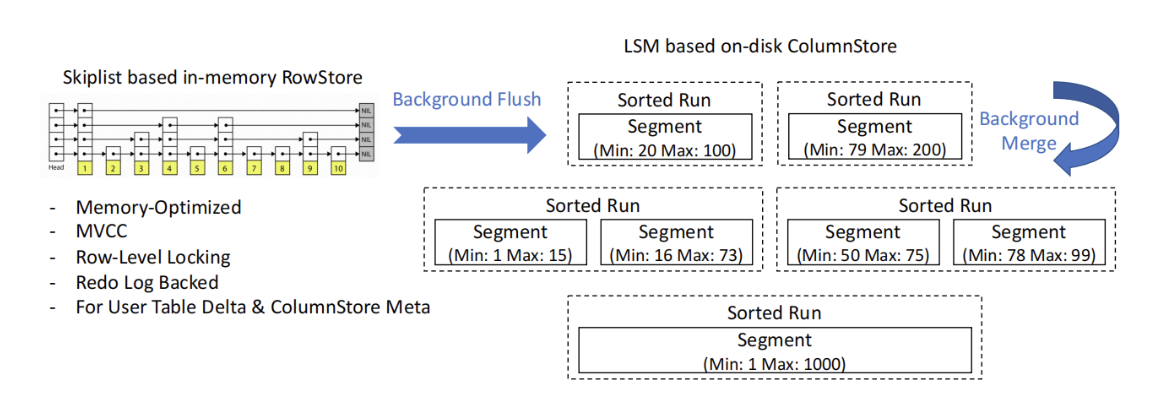 LSM based on-disk ColumnStore
Skiplist based in-memory RowStore
Background Flush
NIL
NIL
NIL
NIL
Head
1
2
3
4
5
6
7
8
9
10
- Memory-Optimized
- MVCC
- Row-Level Locking
- Redo Log Backed
- For User Table Delta & ColumnStore Meta
Sorted Run
Segment
(Min: 20 Max: 100)
Sorted Run
Segment
(Min: 79 Max: 200)
Background
Merge
Sorted Run
Segment
(Min: 1 Max: 15)
Segment
(Min: 16 Max: 73)
Sorted Run
Segment
(Min: 50 Max: 75)
Segment
(Min: 78 Max: 99)
Sorted Run
Segment
(Min: 1 Max: 1000)